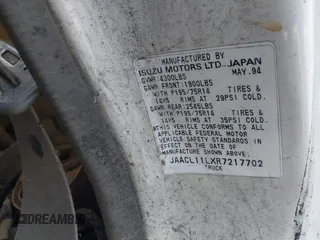 MANUFACTURED BY
ISUZU MOTORS LTD., JAPAN
GVWR:4300LBS MAY.94
GAWR FRONT:1900LBS
WITH P195/75R14 TIRES &
14X5 RIMS AT 29PSI COLD.
GAWR REAR:2545LBS
WITH P195/75R14 TIRES &
14X5 RIMS AT 35PSI COLD.
THIS VEHICLE CONFORMS TO ALL
APPLICABLE FEDERAL MOTOR
VEHICLE SAFETY STANDARDS
IN EFFECT ON THE DATE OF
MANUFACTURE SHOWN ABOVE.
JAACL11LXR7217702
TRUCK
DREAMBID